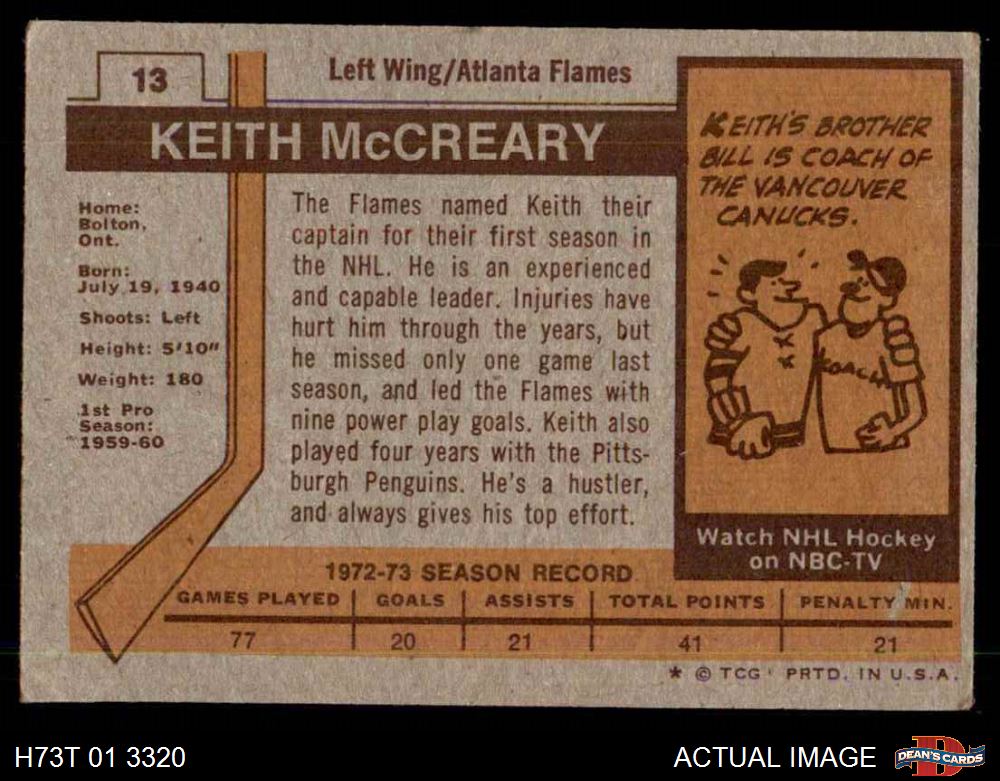 13
Left Wing/Atlanta Flames
KEITH McCREARY
Home:
Bolton,
Ont.
Born:
July 19, 1940
Shoots: Left
Height: 5'10"
Weight: 180
1st Pro
Season:
1959-60
The Flames named Keith their
captain for their first season in
the NHL. He is an experienced
and capable leader. Injuries have
hurt him through the years, but
he missed only one game last
season, and led the Flames with
nine power play goals. Keith also
played four years with the Pitts-
burgh Penguins. He's a hustler,
and always gives his top effort.
KEITH'S BROTHER
BILL IS COACH OF
THE VANCOUVER
CANUCKS.
COACH
Watch NHL Hockey
on NBC-TV
1972-73 SEASON RECORD
GAMES PLAYED GOALS ASSISTS TOTAL POINTS PENALTY MIN.
77 20 21 41 21
* © TCG PRTD. IN U.S.A.
H73T 01 3320
ACTUAL IMAGE
D
DEAN'S CARDS